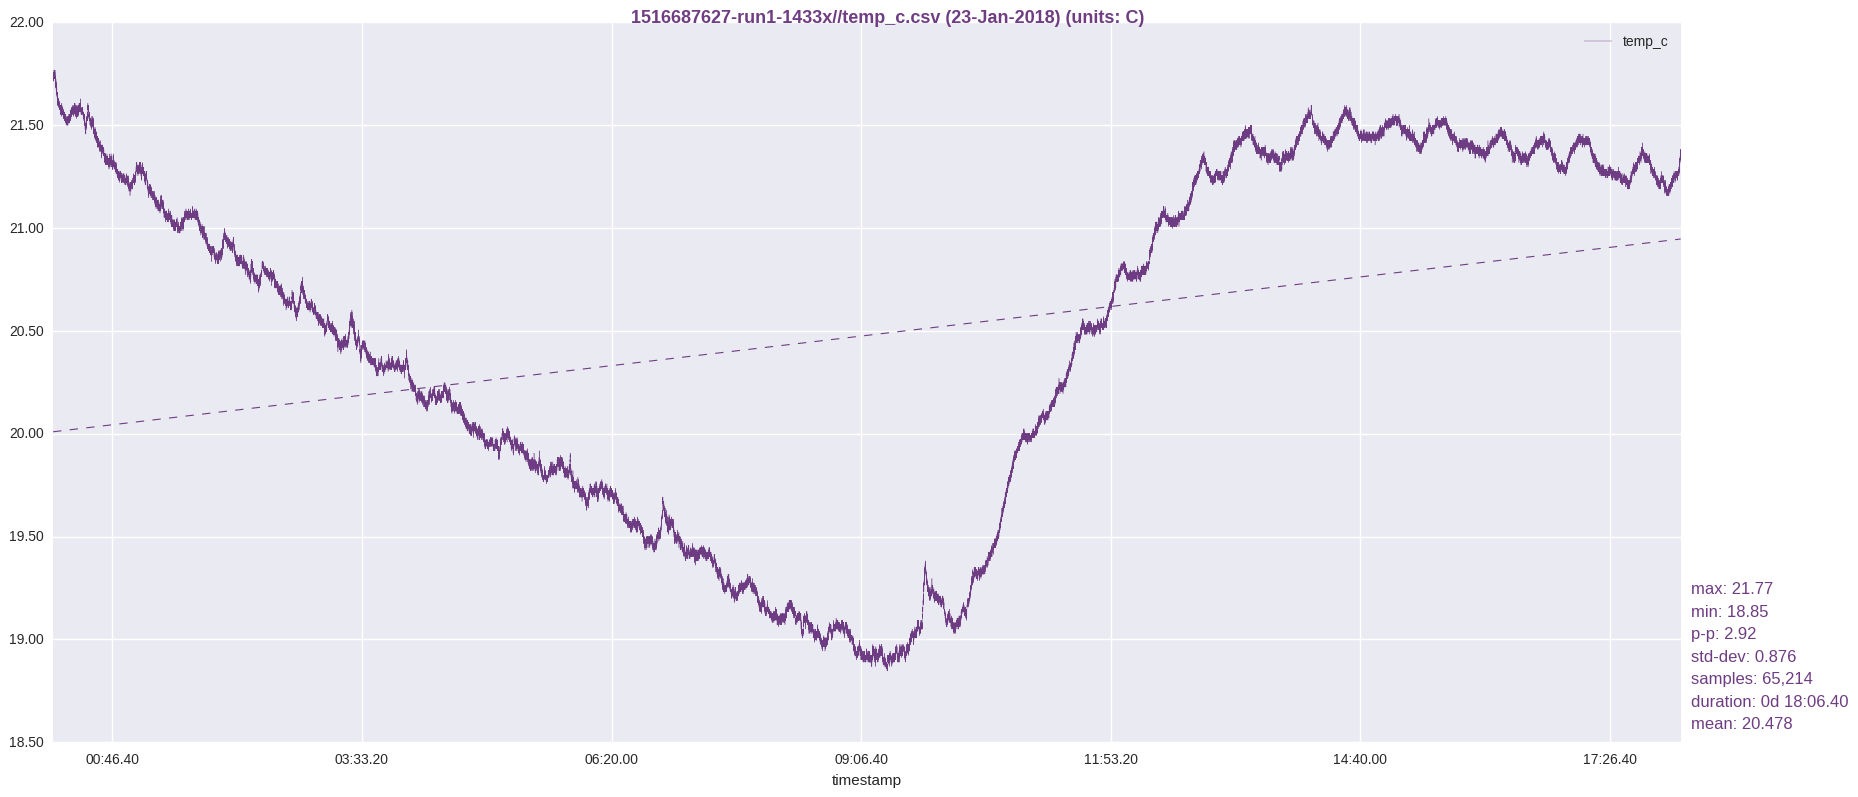 1516687627-run1-1433x//temp_c.csv (23-Jan-2018) (units: C)
temp_c
22.00
21.50
21.00
20.50
20.00
19.50
19.00
18.50
max: 21.77
min: 18.85
p-p: 2.92
std-dev: 0.876
samples: 65,214
duration: 0d 18:06.40
mean: 20.478
00:46.40 03:33.20 06:20.00 09:06.40 11:53.20 14:40.00 17:26.40
timestamp